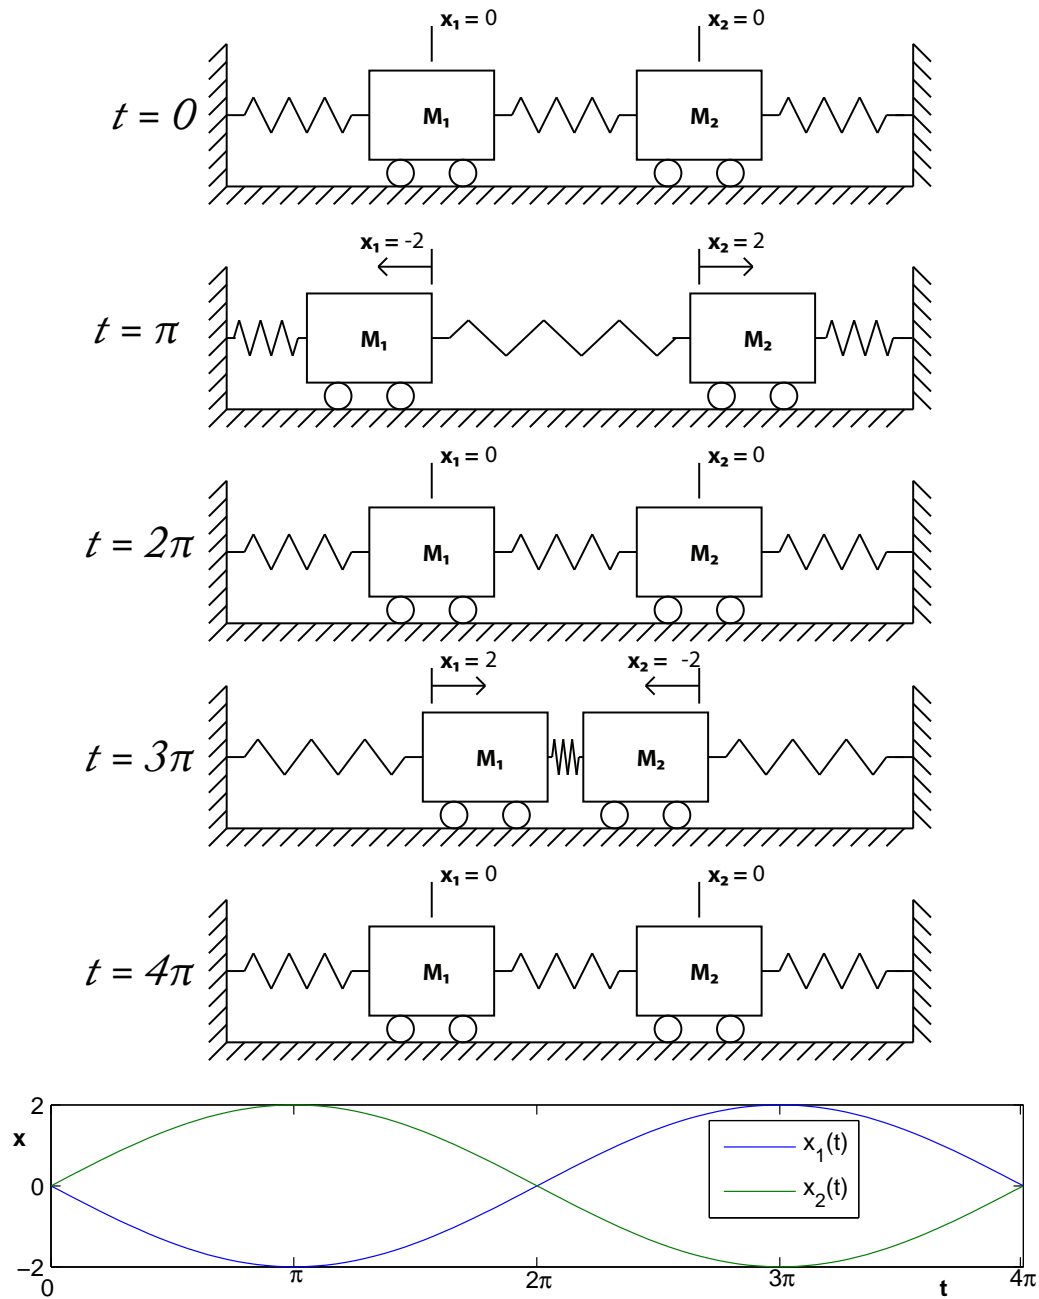 x₁ = 0 x₂ = 0
t = 0 M₁ M₂
x₁ = -2 x₂ = 2
t = π M₁ M₂
x₁ = 0 x₂ = 0
t = 2π M₁ M₂
x₁ = 2 x₂ = -2
t = 3π M₁ M₂
x₁ = 0 x₂ = 0
t = 4π M₁ M₂
2
x
x₁(t)
0
x₂(t)
−2
0 π 2π 3π t 4π